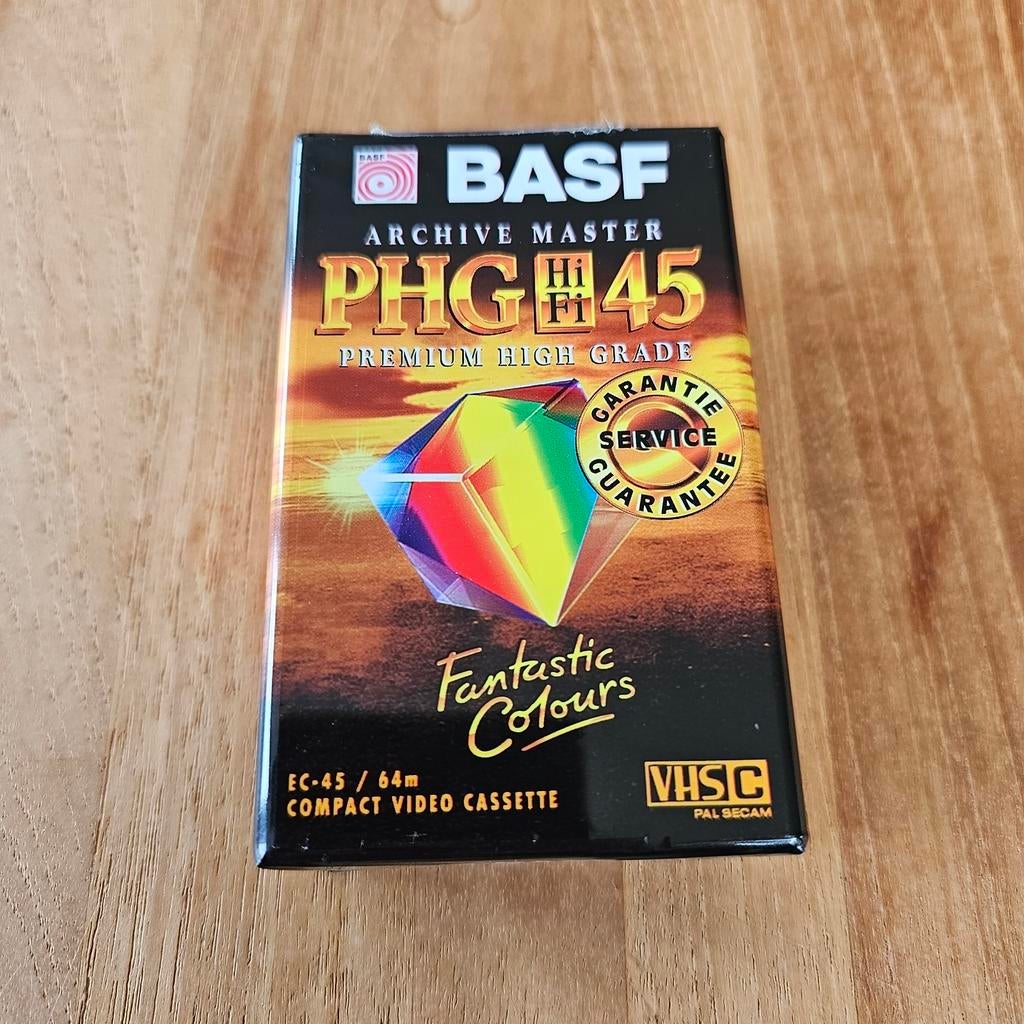 BASF
BASF
ARCHIVE MASTER
PHG Hi Fi 45
PREMIUM HIGH GRADE
GARANTIE
SERVICE
GUARANTEE
Fantastic
Colours
EC-45 / 64m
COMPACT VIDEO CASSETTE
VHS C
PAL SECAM